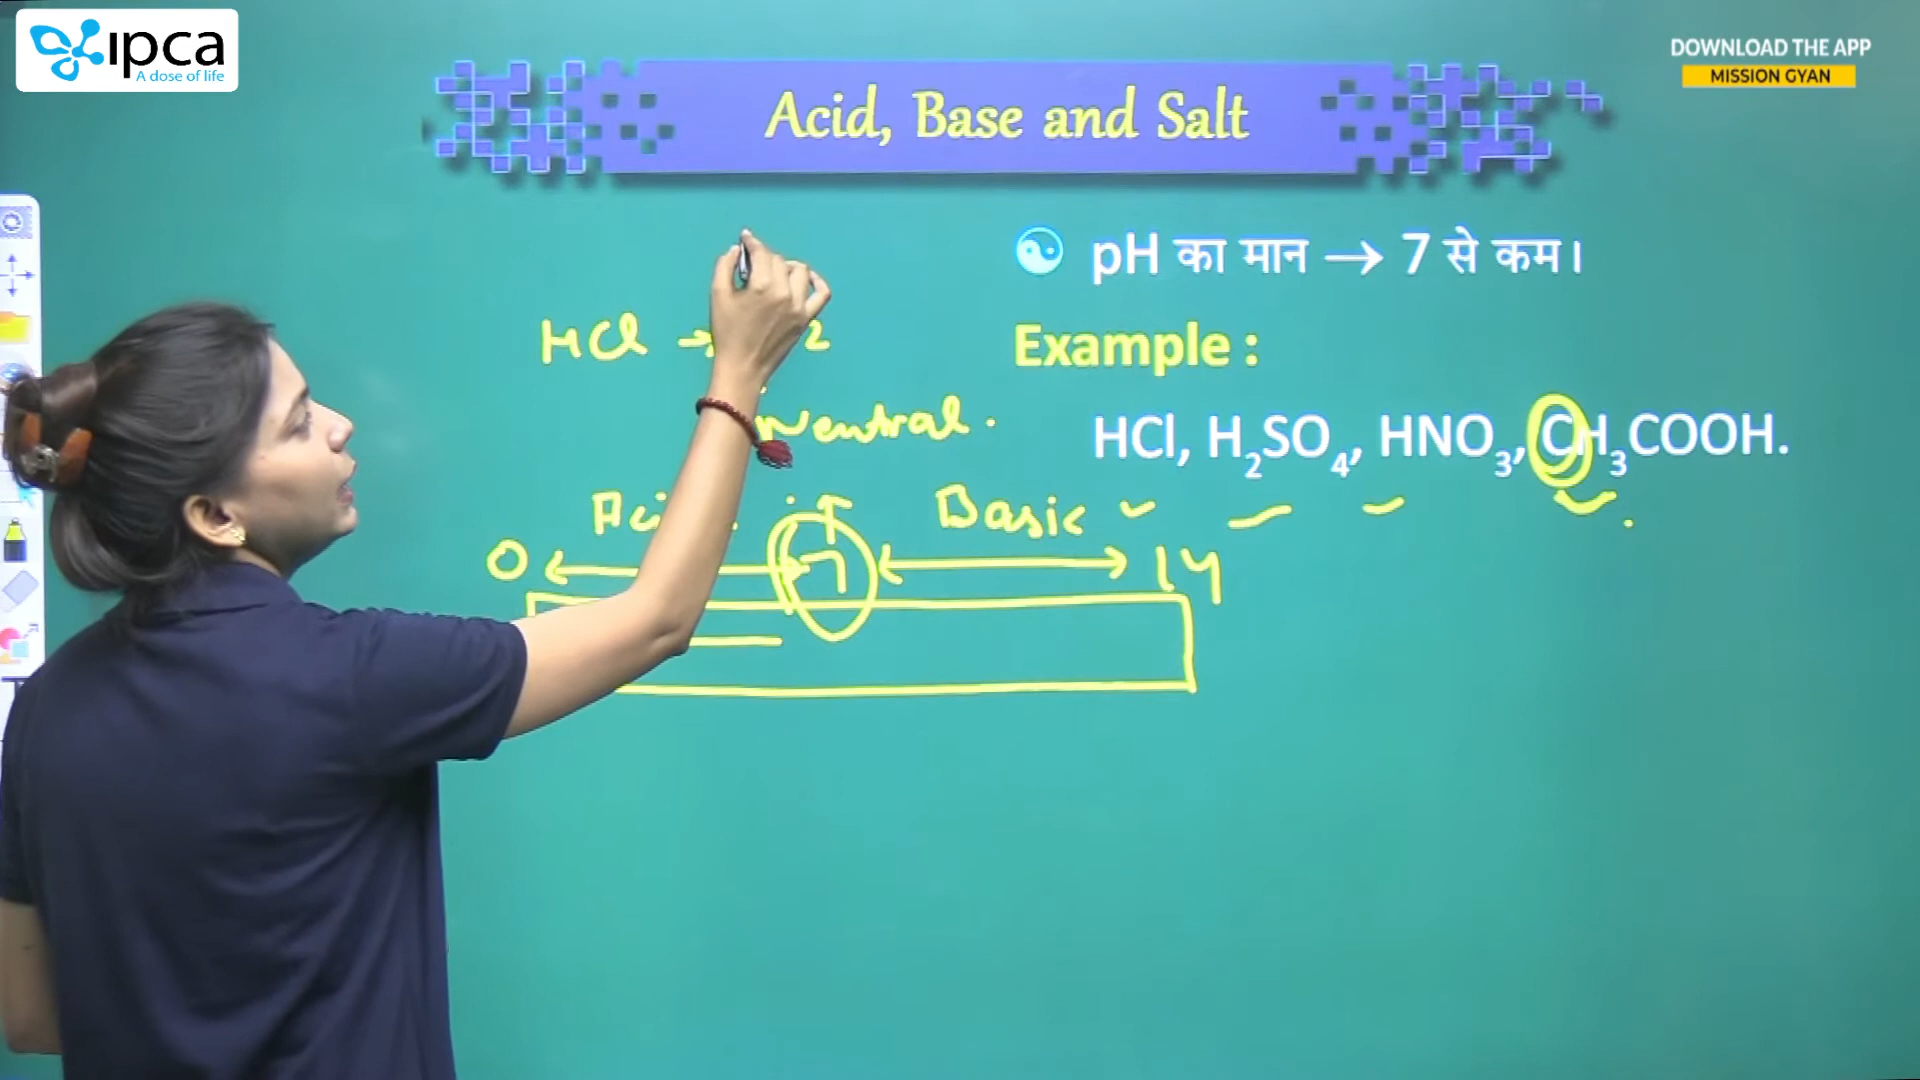 ipca
A dose of life
DOWNLOAD THE APP
MISSION GYAN
Acid, Base and Salt
pH का मान → 7 से कम।
Example :
HCl, H₂SO₄, HNO₃, CH₃COOH.
HCl → 2
Neutral.
Basic
0 7 14